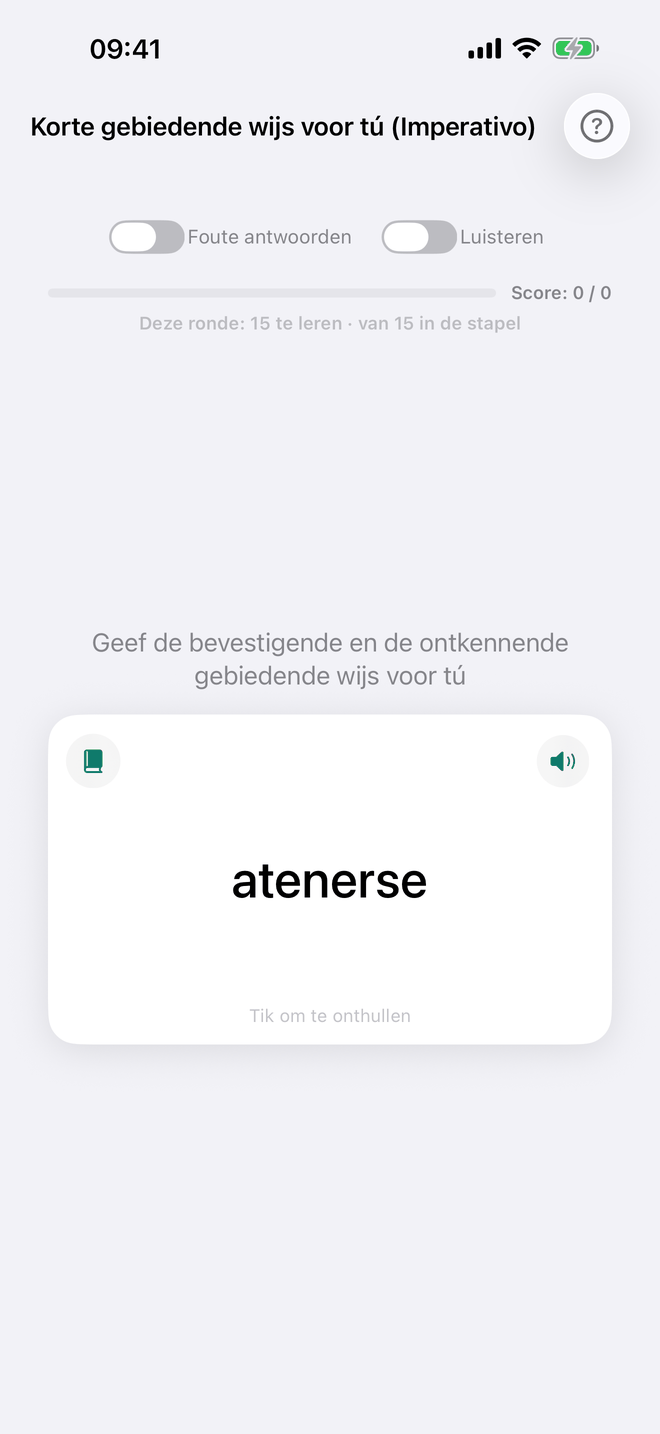 09:41
Korte gebiedende wijs voor tú (Imperativo)
Foute antwoorden
Luisteren
Score: 0 / 0
Deze ronde: 15 te leren · van 15 in de stapel
Geef de bevestigende en de ontkennende
gebiedende wijs voor tú
atenerse
Tik om te onthullen